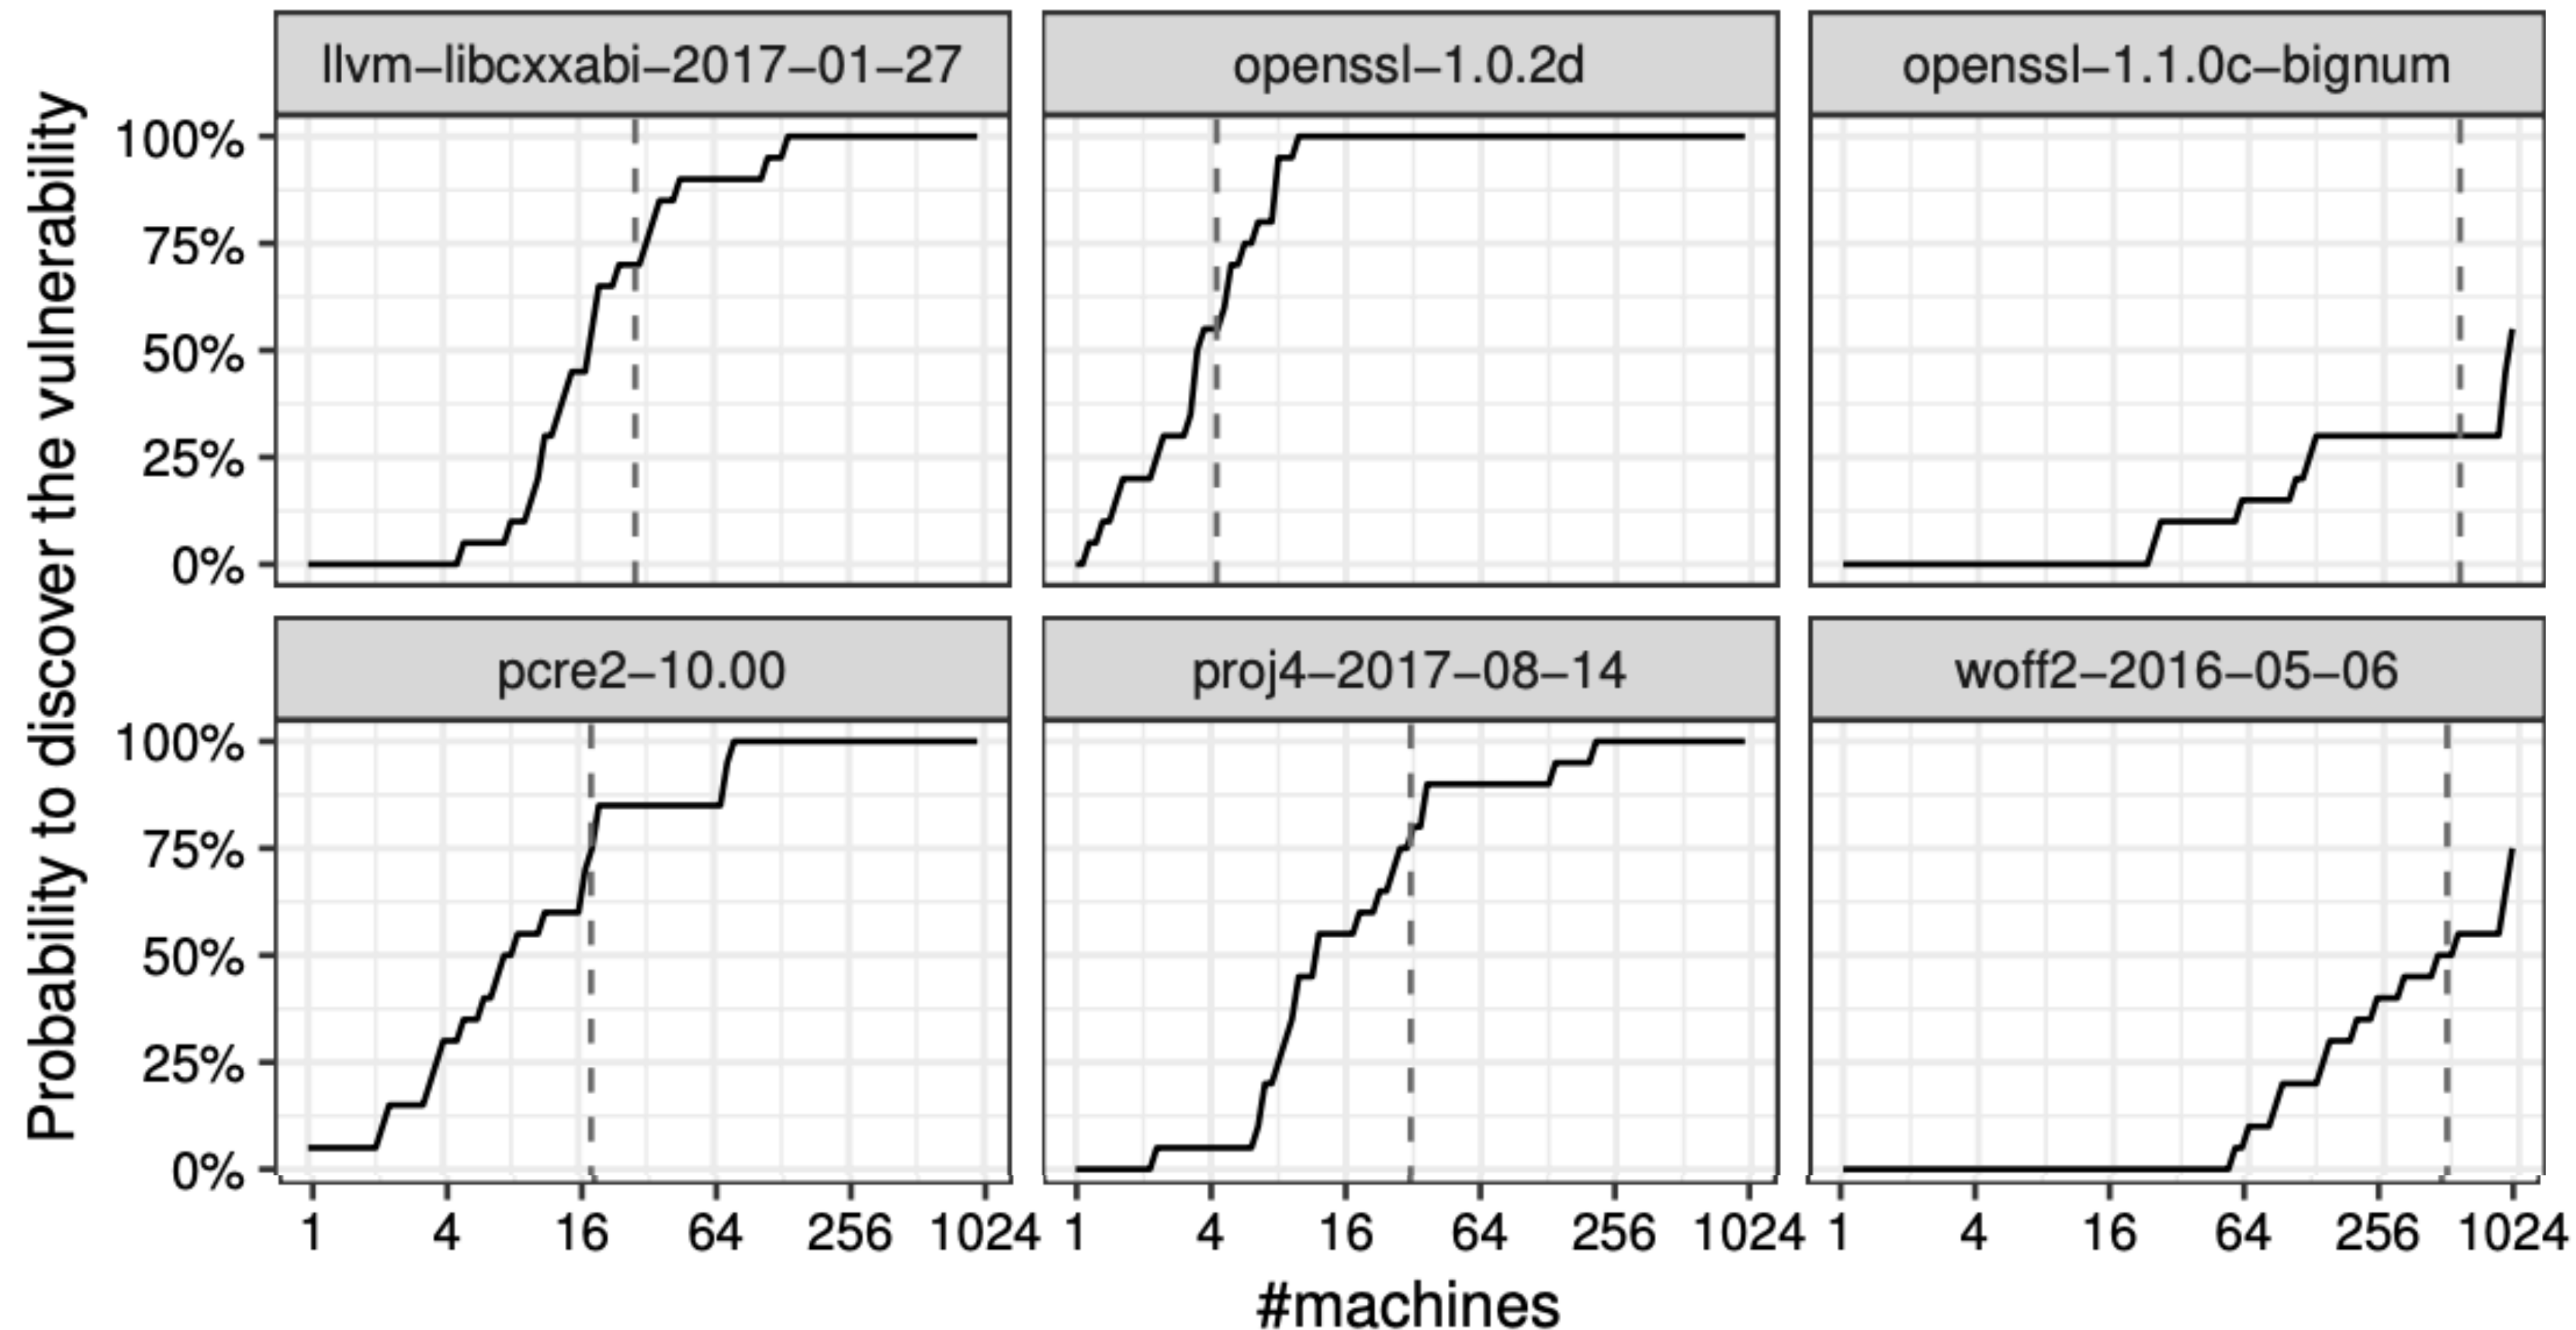 Probability to discover the vulnerability
llvm−libcxxabi−2017−01−27
openssl−1.0.2d
openssl−1.1.0c−bignum
100%
75%
50%
25%
0%
pcre2−10.00
proj4−2017−08−14
woff2−2016−05−06
100%
75%
50%
25%
0%
1 4 16 64 256 1024
1 4 16 64 256 1024
1 4 16 64 256 1024
#machines